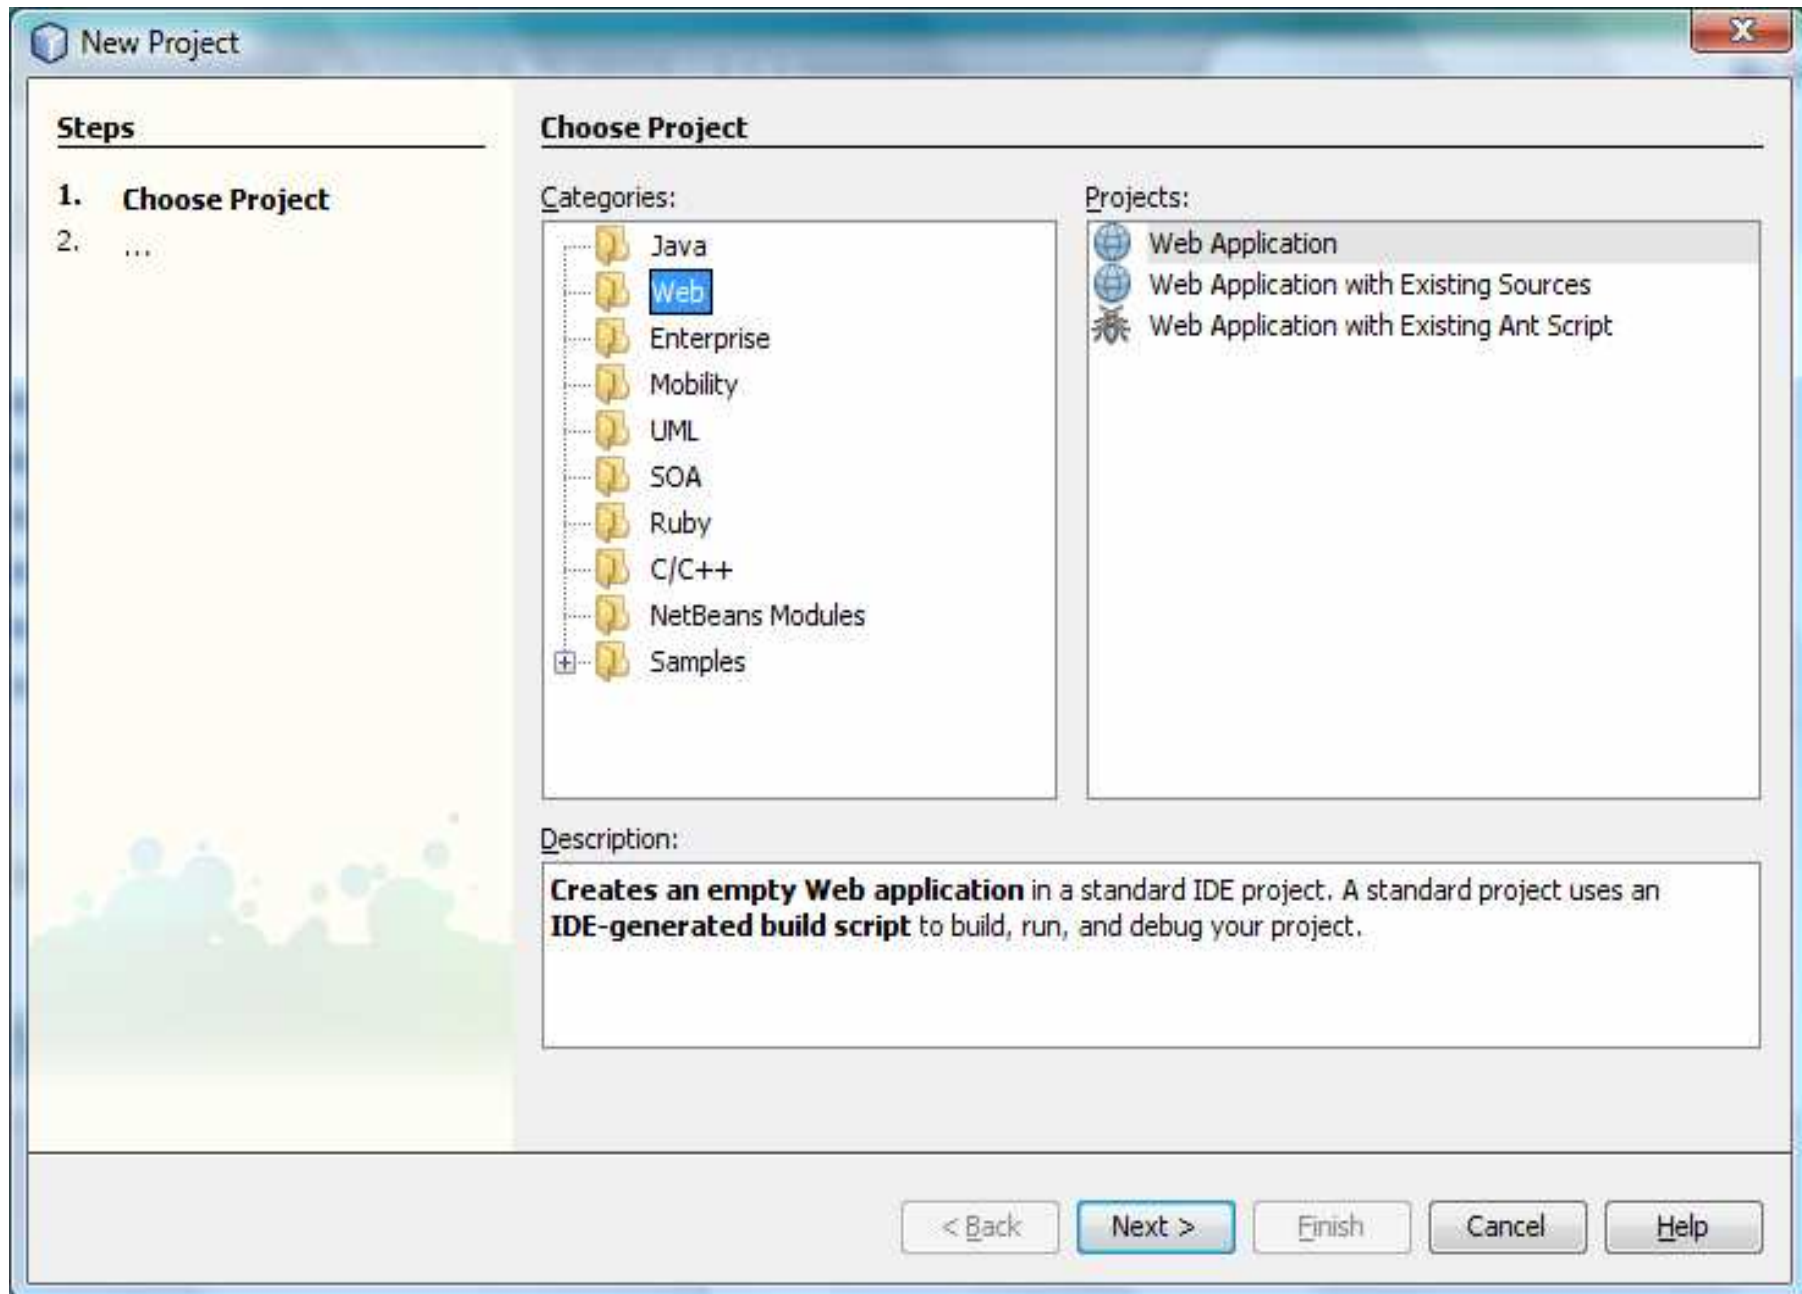 New Project
X
Steps
1. Choose Project
2. ...
Choose Project
Categories:
Java
Web
Enterprise
Mobility
UML
SOA
Ruby
C/C++
NetBeans Modules
Samples
Projects:
Web Application
Web Application with Existing Sources
Web Application with Existing Ant Script
Description:
Creates an empty Web application in a standard IDE project. A standard project uses an
IDE-generated build script to build, run, and debug your project.
< Back
Next >
Finish
Cancel
Help